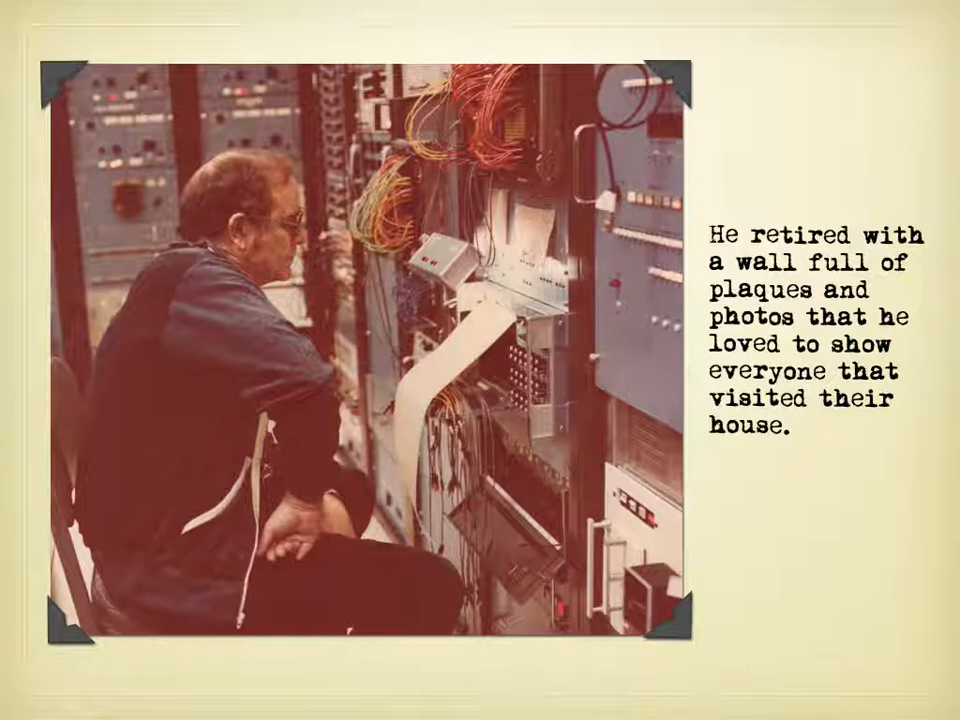 He retired with
a wall full of
plaques and
photos that he
loved to show
everyone that
visited their
house.